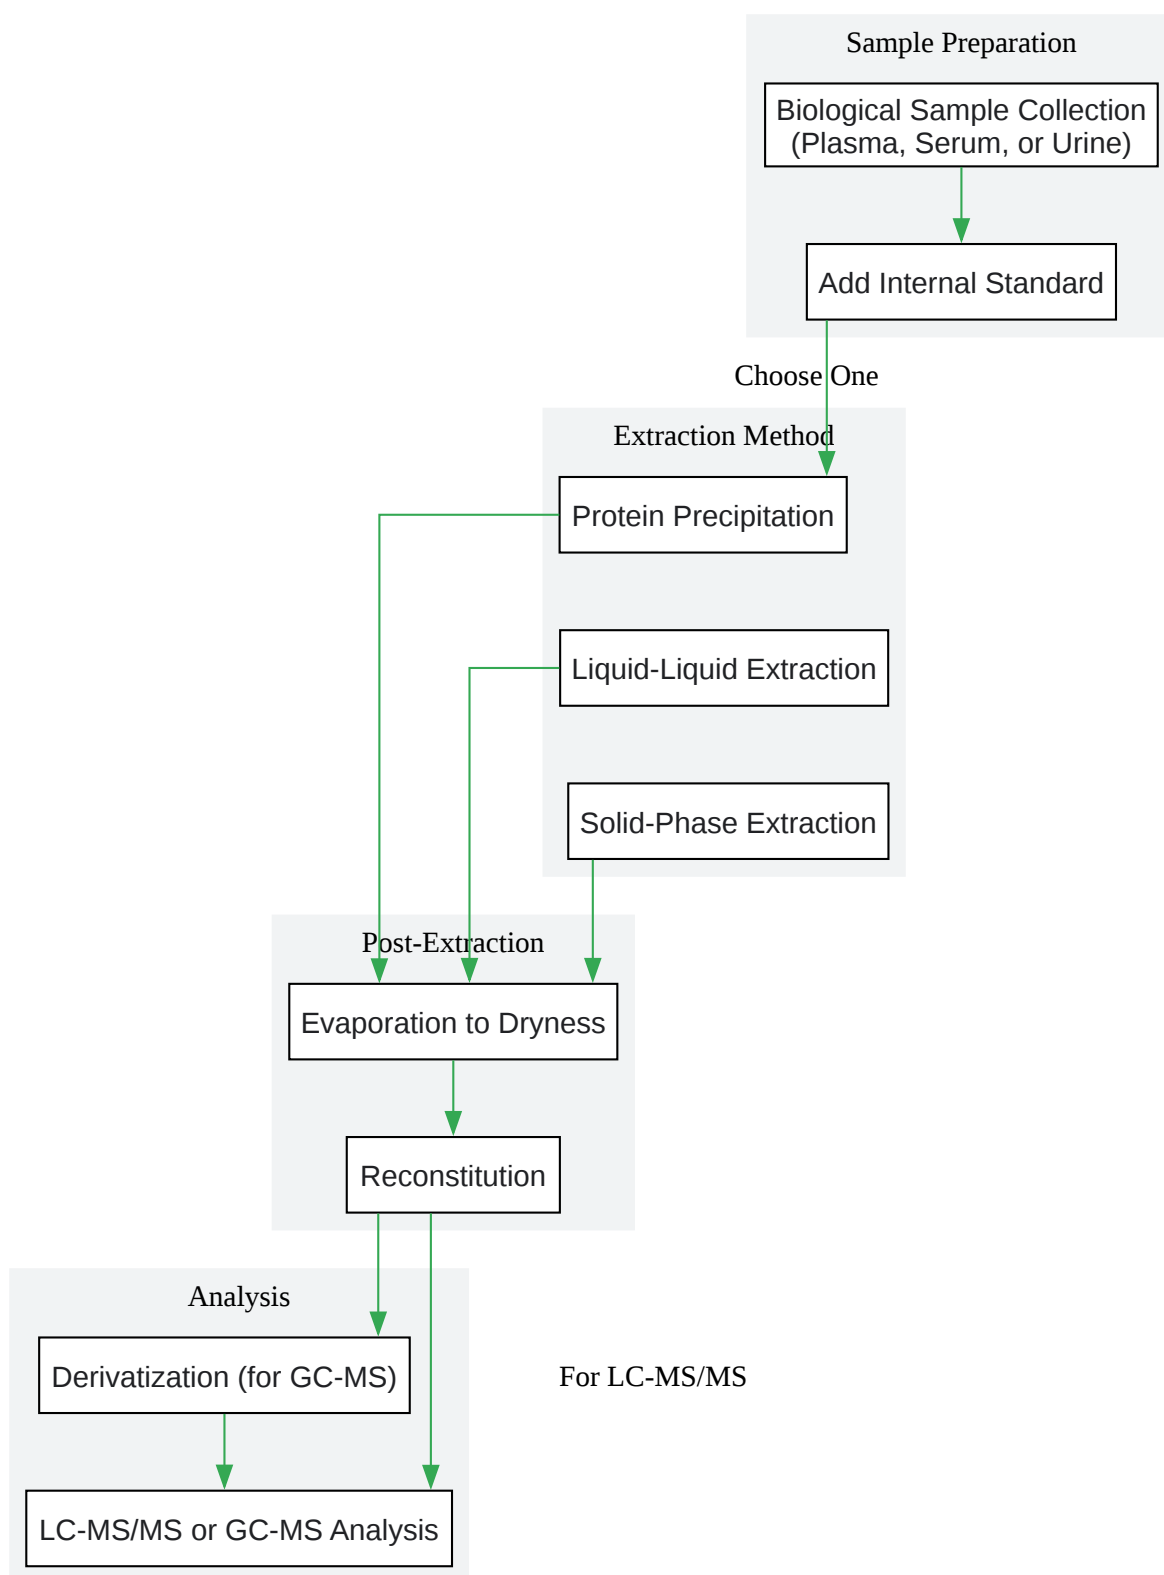 Sample Preparation
Biological Sample Collection
(Plasma, Serum, or Urine)
Add Internal Standard
Choose One
Extraction Method
Protein Precipitation
Liquid-Liquid Extraction
Solid-Phase Extraction
Post-Extraction
Evaporation to Dryness
Reconstitution
Analysis
Derivatization (for GC-MS)
For LC-MS/MS
LC-MS/MS or GC-MS Analysis